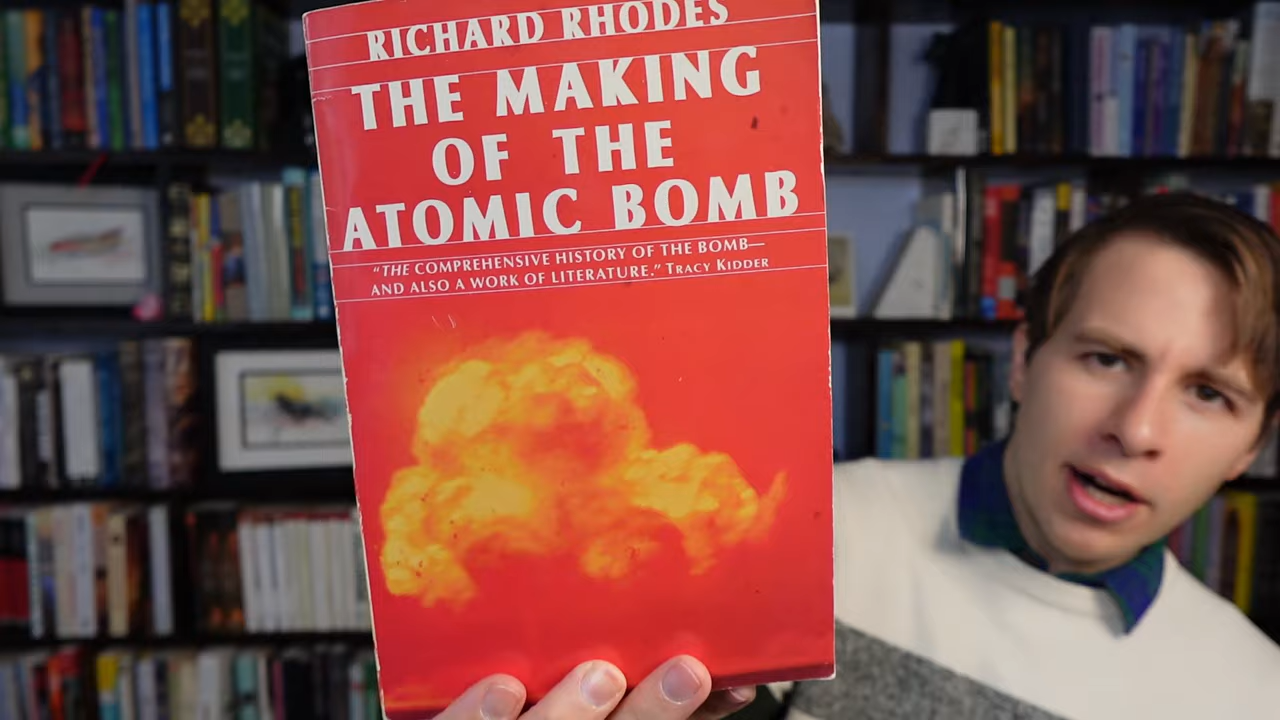 RICHARD RHODES
THE MAKING
OF THE
ATOMIC BOMB
“THE COMPREHENSIVE HISTORY OF THE BOMB—
AND ALSO A WORK OF LITERATURE.” TRACY KIDDER